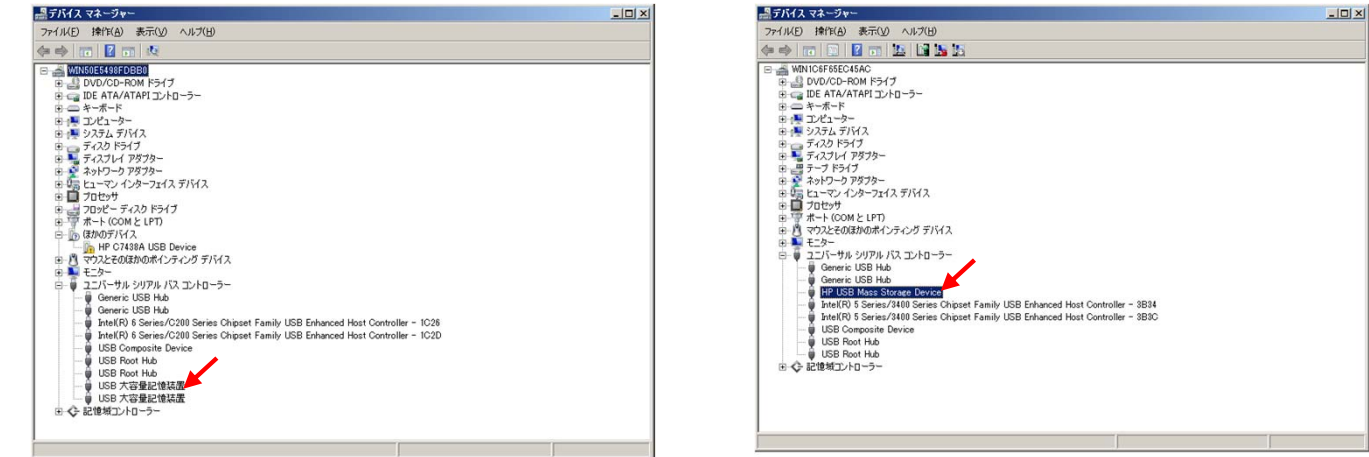 デバイス マネージャー
ファイル(F) 操作(A) 表示(V) ヘルプ(H)
WIN50E5498FDBB0
DVD/CD-ROM ドライブ
IDE ATA/ATAPI コントローラー
キーボード
コンピューター
システム デバイス
ディスク ドライブ
ディスプレイ アダプター
ネットワーク アダプター
ヒューマン インターフェイス デバイス
プロセッサ
フロッピー ディスク ドライブ
ポート (COM と LPT)
ほかのデバイス
HP C7438A USB Device
マウスとそのほかのポインティング デバイス
モニター
ユニバーサル シリアル バス コントローラー
Generic USB Hub
Generic USB Hub
Intel(R) 6 Series/C200 Series Chipset Family USB Enhanced Host Controller - 1C26
Intel(R) 6 Series/C200 Series Chipset Family USB Enhanced Host Controller - 1C2D
USB Composite Device
USB Root Hub
USB Root Hub
USB 大容量記憶装置
USB 大容量記憶装置
記憶域コントローラー
デバイス マネージャー
ファイル(F) 操作(A) 表示(V) ヘルプ(H)
WIN1C6F65EC45AC
DVD/CD-ROM ドライブ
IDE ATA/ATAPI コントローラー
キーボード
コンピューター
システム デバイス
ディスク ドライブ
ディスプレイ アダプター
テープ ドライブ
ネットワーク アダプター
ヒューマン インターフェイス デバイス
プロセッサ
ポート (COM と LPT)
マウスとそのほかのポインティング デバイス
モニター
ユニバーサル シリアル バス コントローラー
Generic USB Hub
Generic USB Hub
HP USB Mass Storage Device
Intel(R) 5 Series/3400 Series Chipset Family USB Enhanced Host Controller - 3B34
Intel(R) 5 Series/3400 Series Chipset Family USB Enhanced Host Controller - 3B3C
USB Composite Device
USB Root Hub
USB Root Hub
記憶域コントローラー